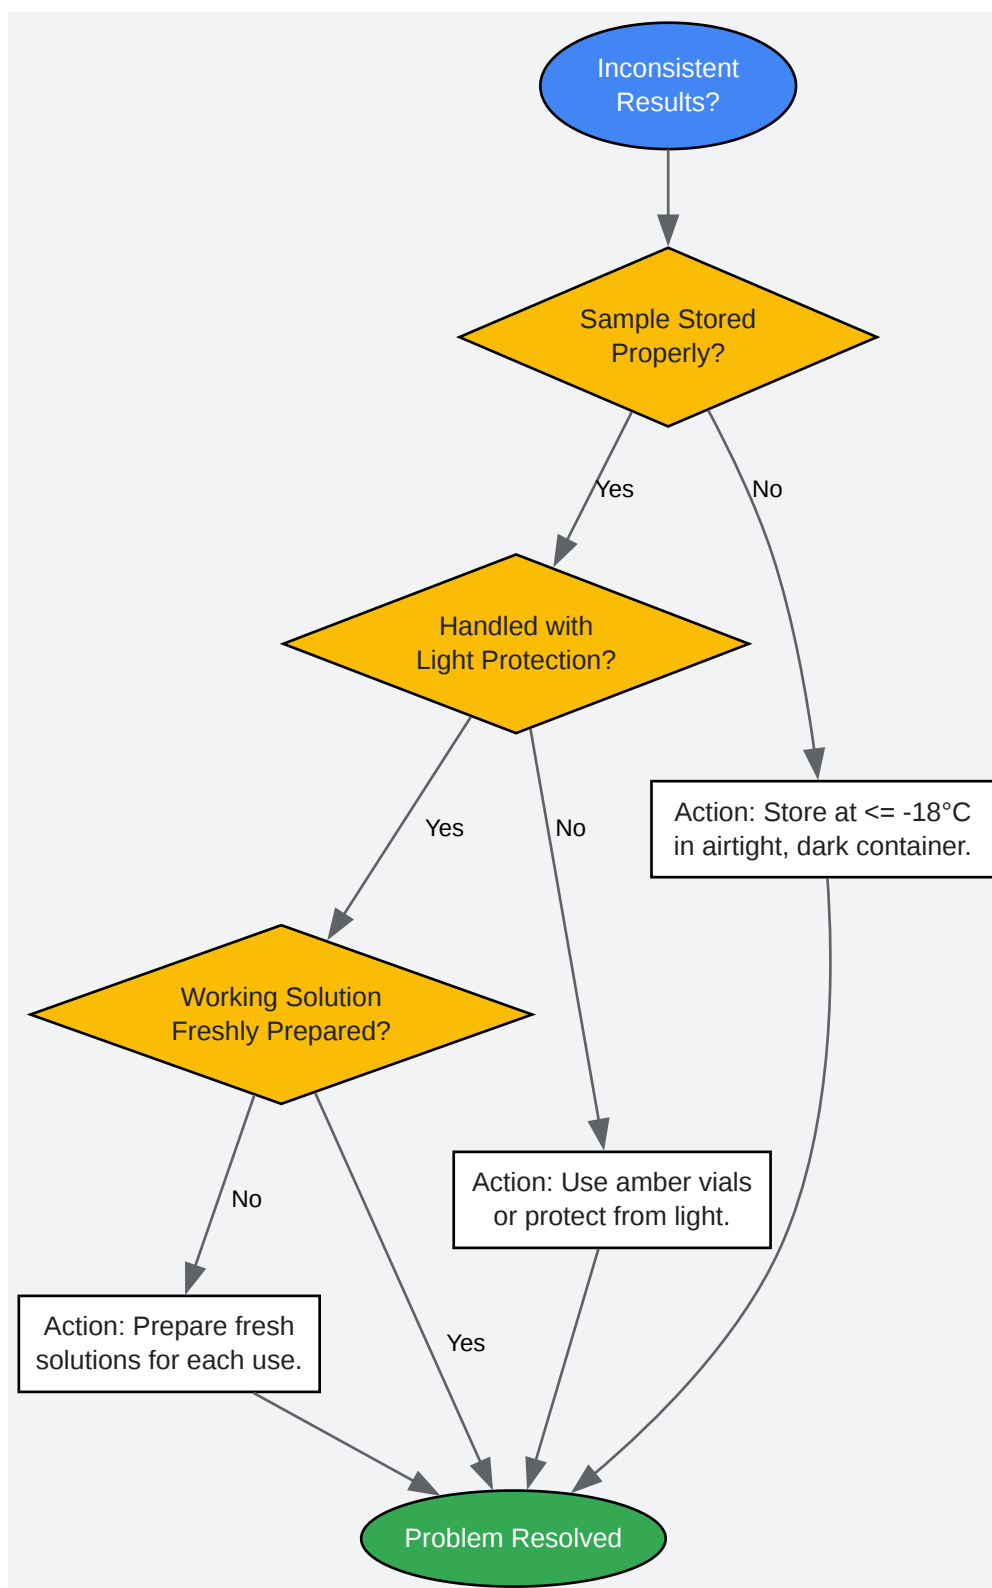 Inconsistent
Results?
Sample Stored
Properly?
Yes
No
Handled with
Light Protection?
Action: Store at <= -18°C
in airtight, dark container.
Yes
No
Working Solution
Freshly Prepared?
Action: Use amber vials
or protect from light.
No
Action: Prepare fresh
solutions for each use.
Yes
Problem Resolved